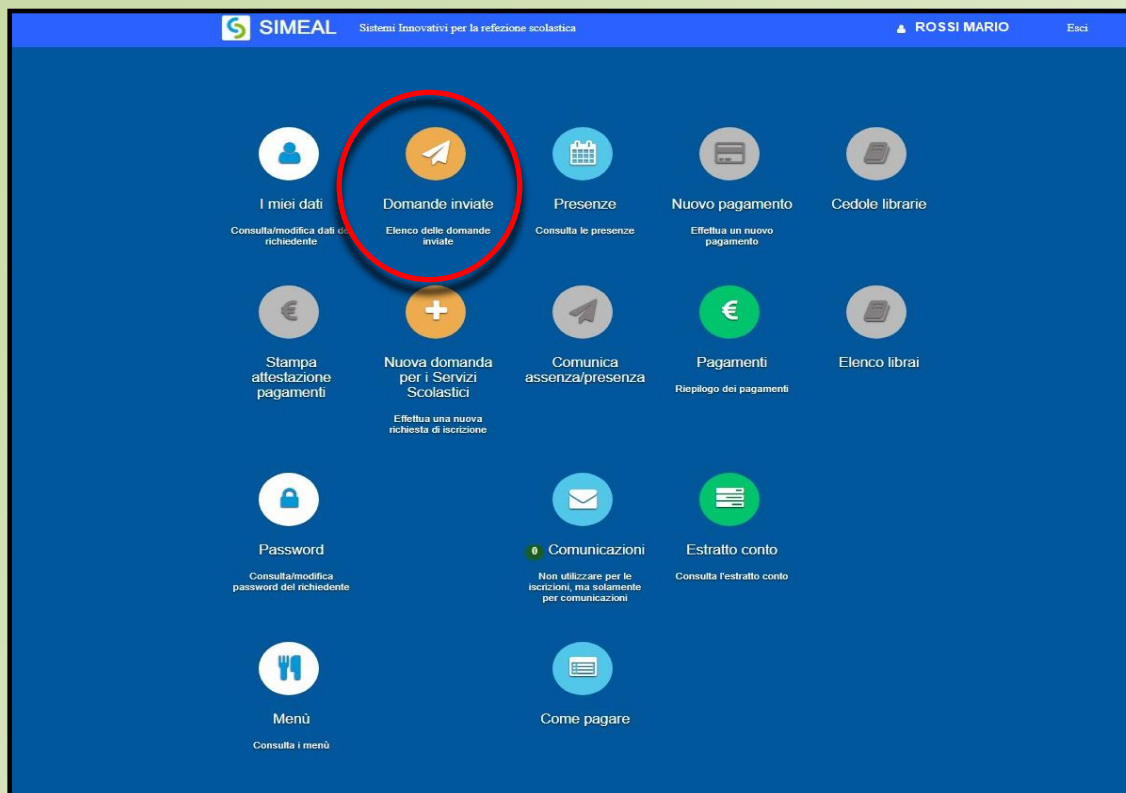 SIMEAL Sistemi Innovativi per la refezione scolastica ROSSI MARIO Esci
I miei dati
Consulta/modifica dati
richiedente
Domande inviate
Elenco delle domande
inviate
Presenze
Consulta le presenze
Nuovo pagamento
Effettua un nuovo
pagamento
Cedole librarie
Stampa
attestazione
pagamenti
Nuova domanda
per i Servizi
Scolastici
Effettua una nuova
richiesta di iscrizione
Comunica
assenza/presenza
Pagamenti
Riepilogo dei pagamenti
Elenco librai
Password
Consulta/modifica
password del richiedente
0 Comunicazioni
Non utilizzare per le
iscrizioni, ma solamente
per comunicazioni
Estratto conto
Consulta l'estratto conto
Menù
Consulta i menù
Come pagare